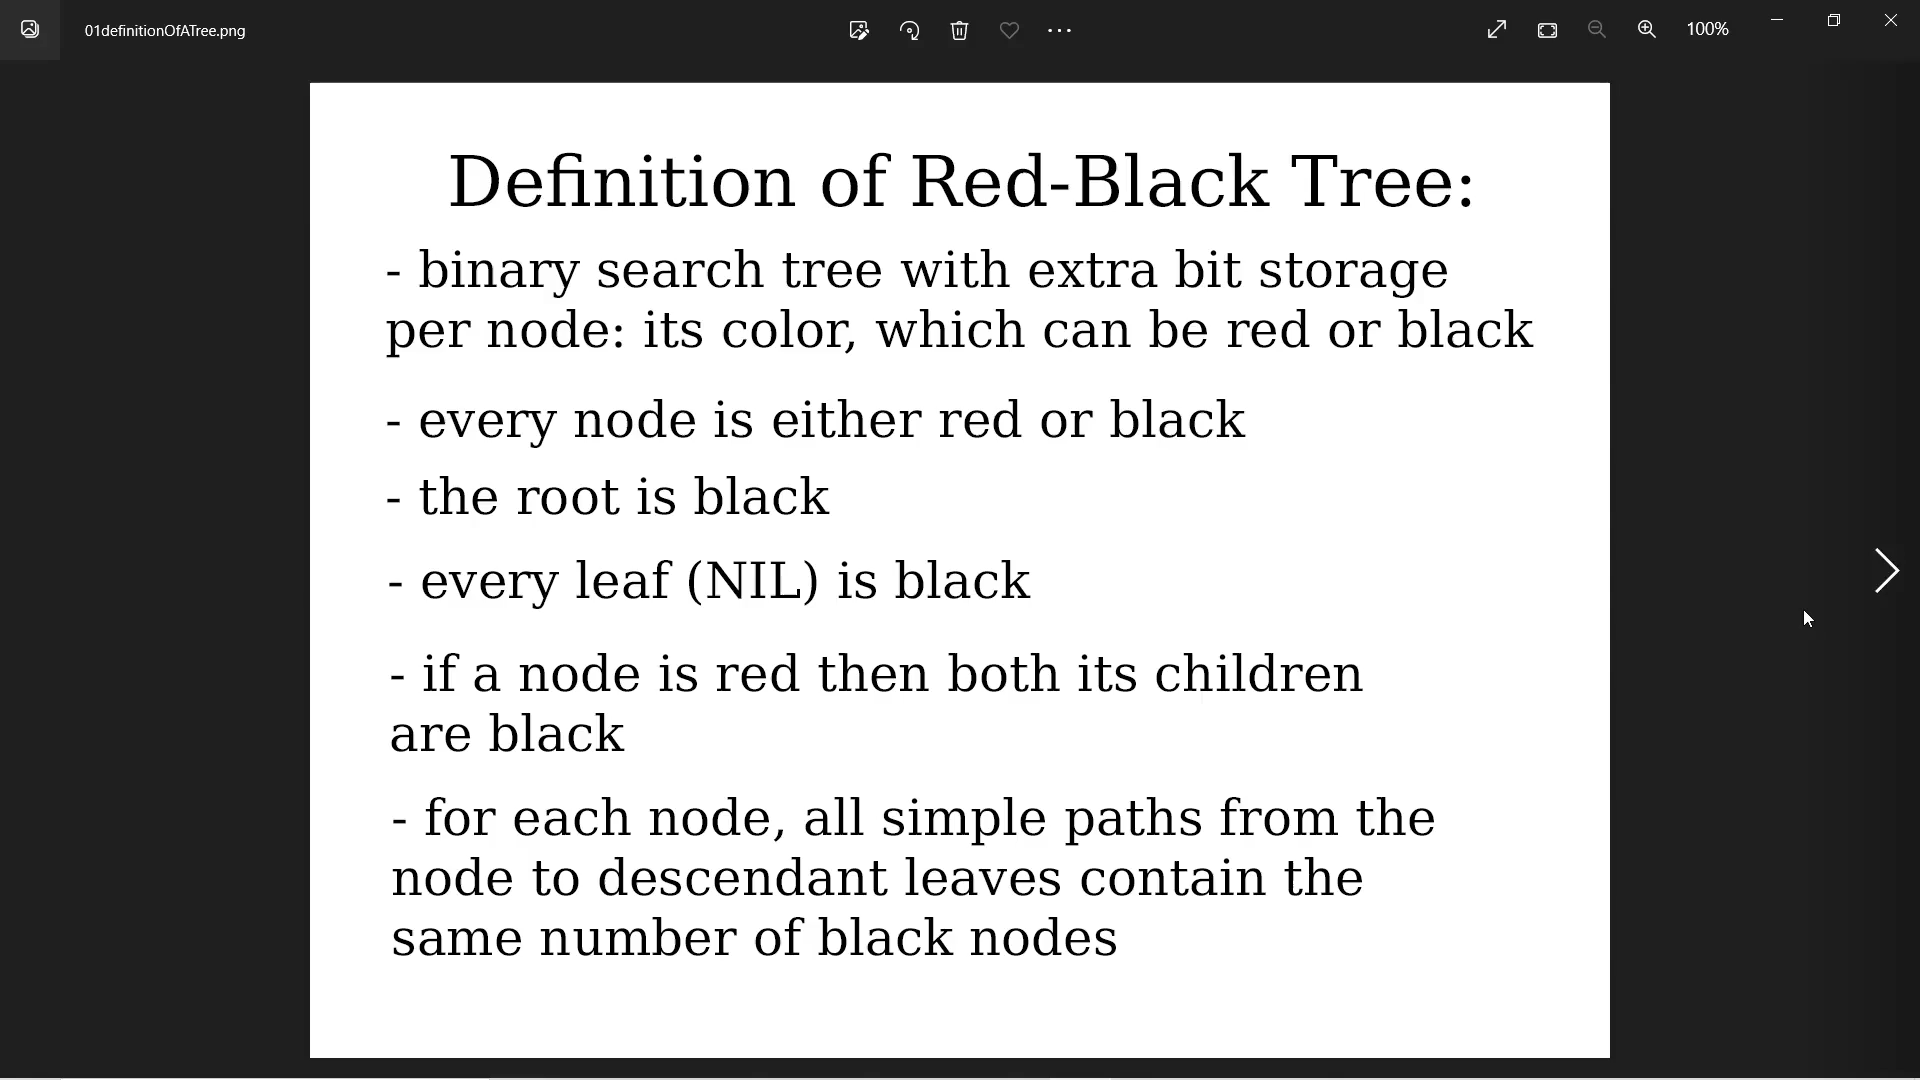 01definitionOfATree.png
100%
Definition of Red-Black Tree:
- binary search tree with extra bit storage
per node: its color, which can be red or black
- every node is either red or black
- the root is black
- every leaf (NIL) is black
- if a node is red then both its children
are black
- for each node, all simple paths from the
node to descendant leaves contain the
same number of black nodes